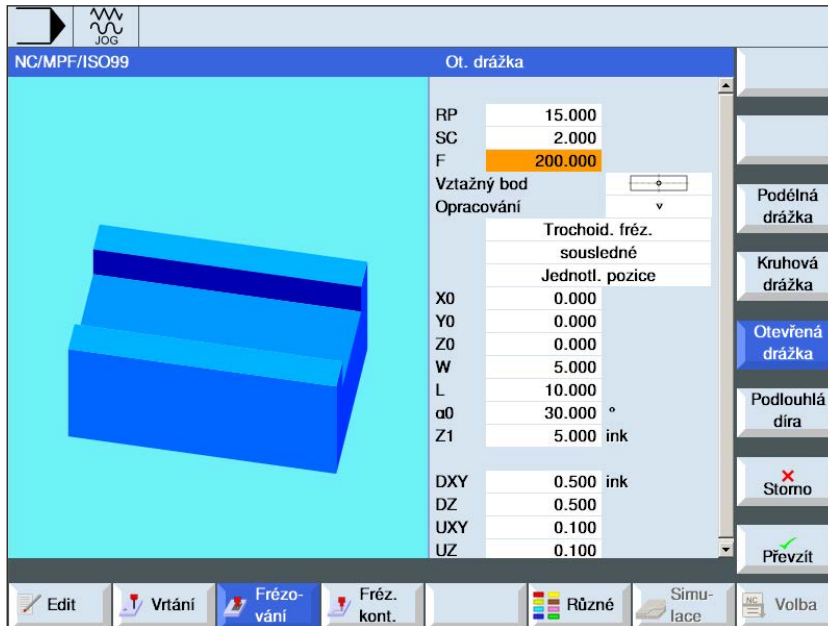 JOG
NC/MPF/ISO99
Ot. drážka
RP 15.000
SC 2.000
F 200.000
Vztažný bod
Opracování ∨
Trochoid. fréz.
sousledné
Jednotl. pozice
X0 0.000
Y0 0.000
Z0 0.000
W 5.000
L 10.000
α0 30.000 °
Z1 5.000 ink
DXY 0.500 ink
DZ 0.500
UXY 0.100
UZ 0.100
Podélná
drážka
Kruhová
drážka
Otevřená
drážka
Podlouhlá
díra
Storno
Převzít
Edit
Vrtání
Frézo-
vání
Fréz.
kont.
Různé
Simu-
lace
NC
Volba